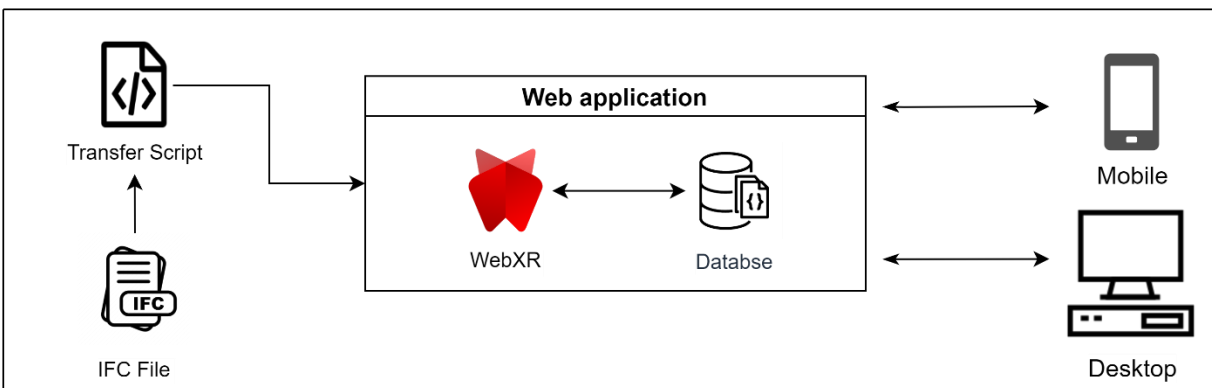 </>
Transfer Script
IFC
IFC File
Web application
WebXR
{}
Databse
Mobile
Desktop